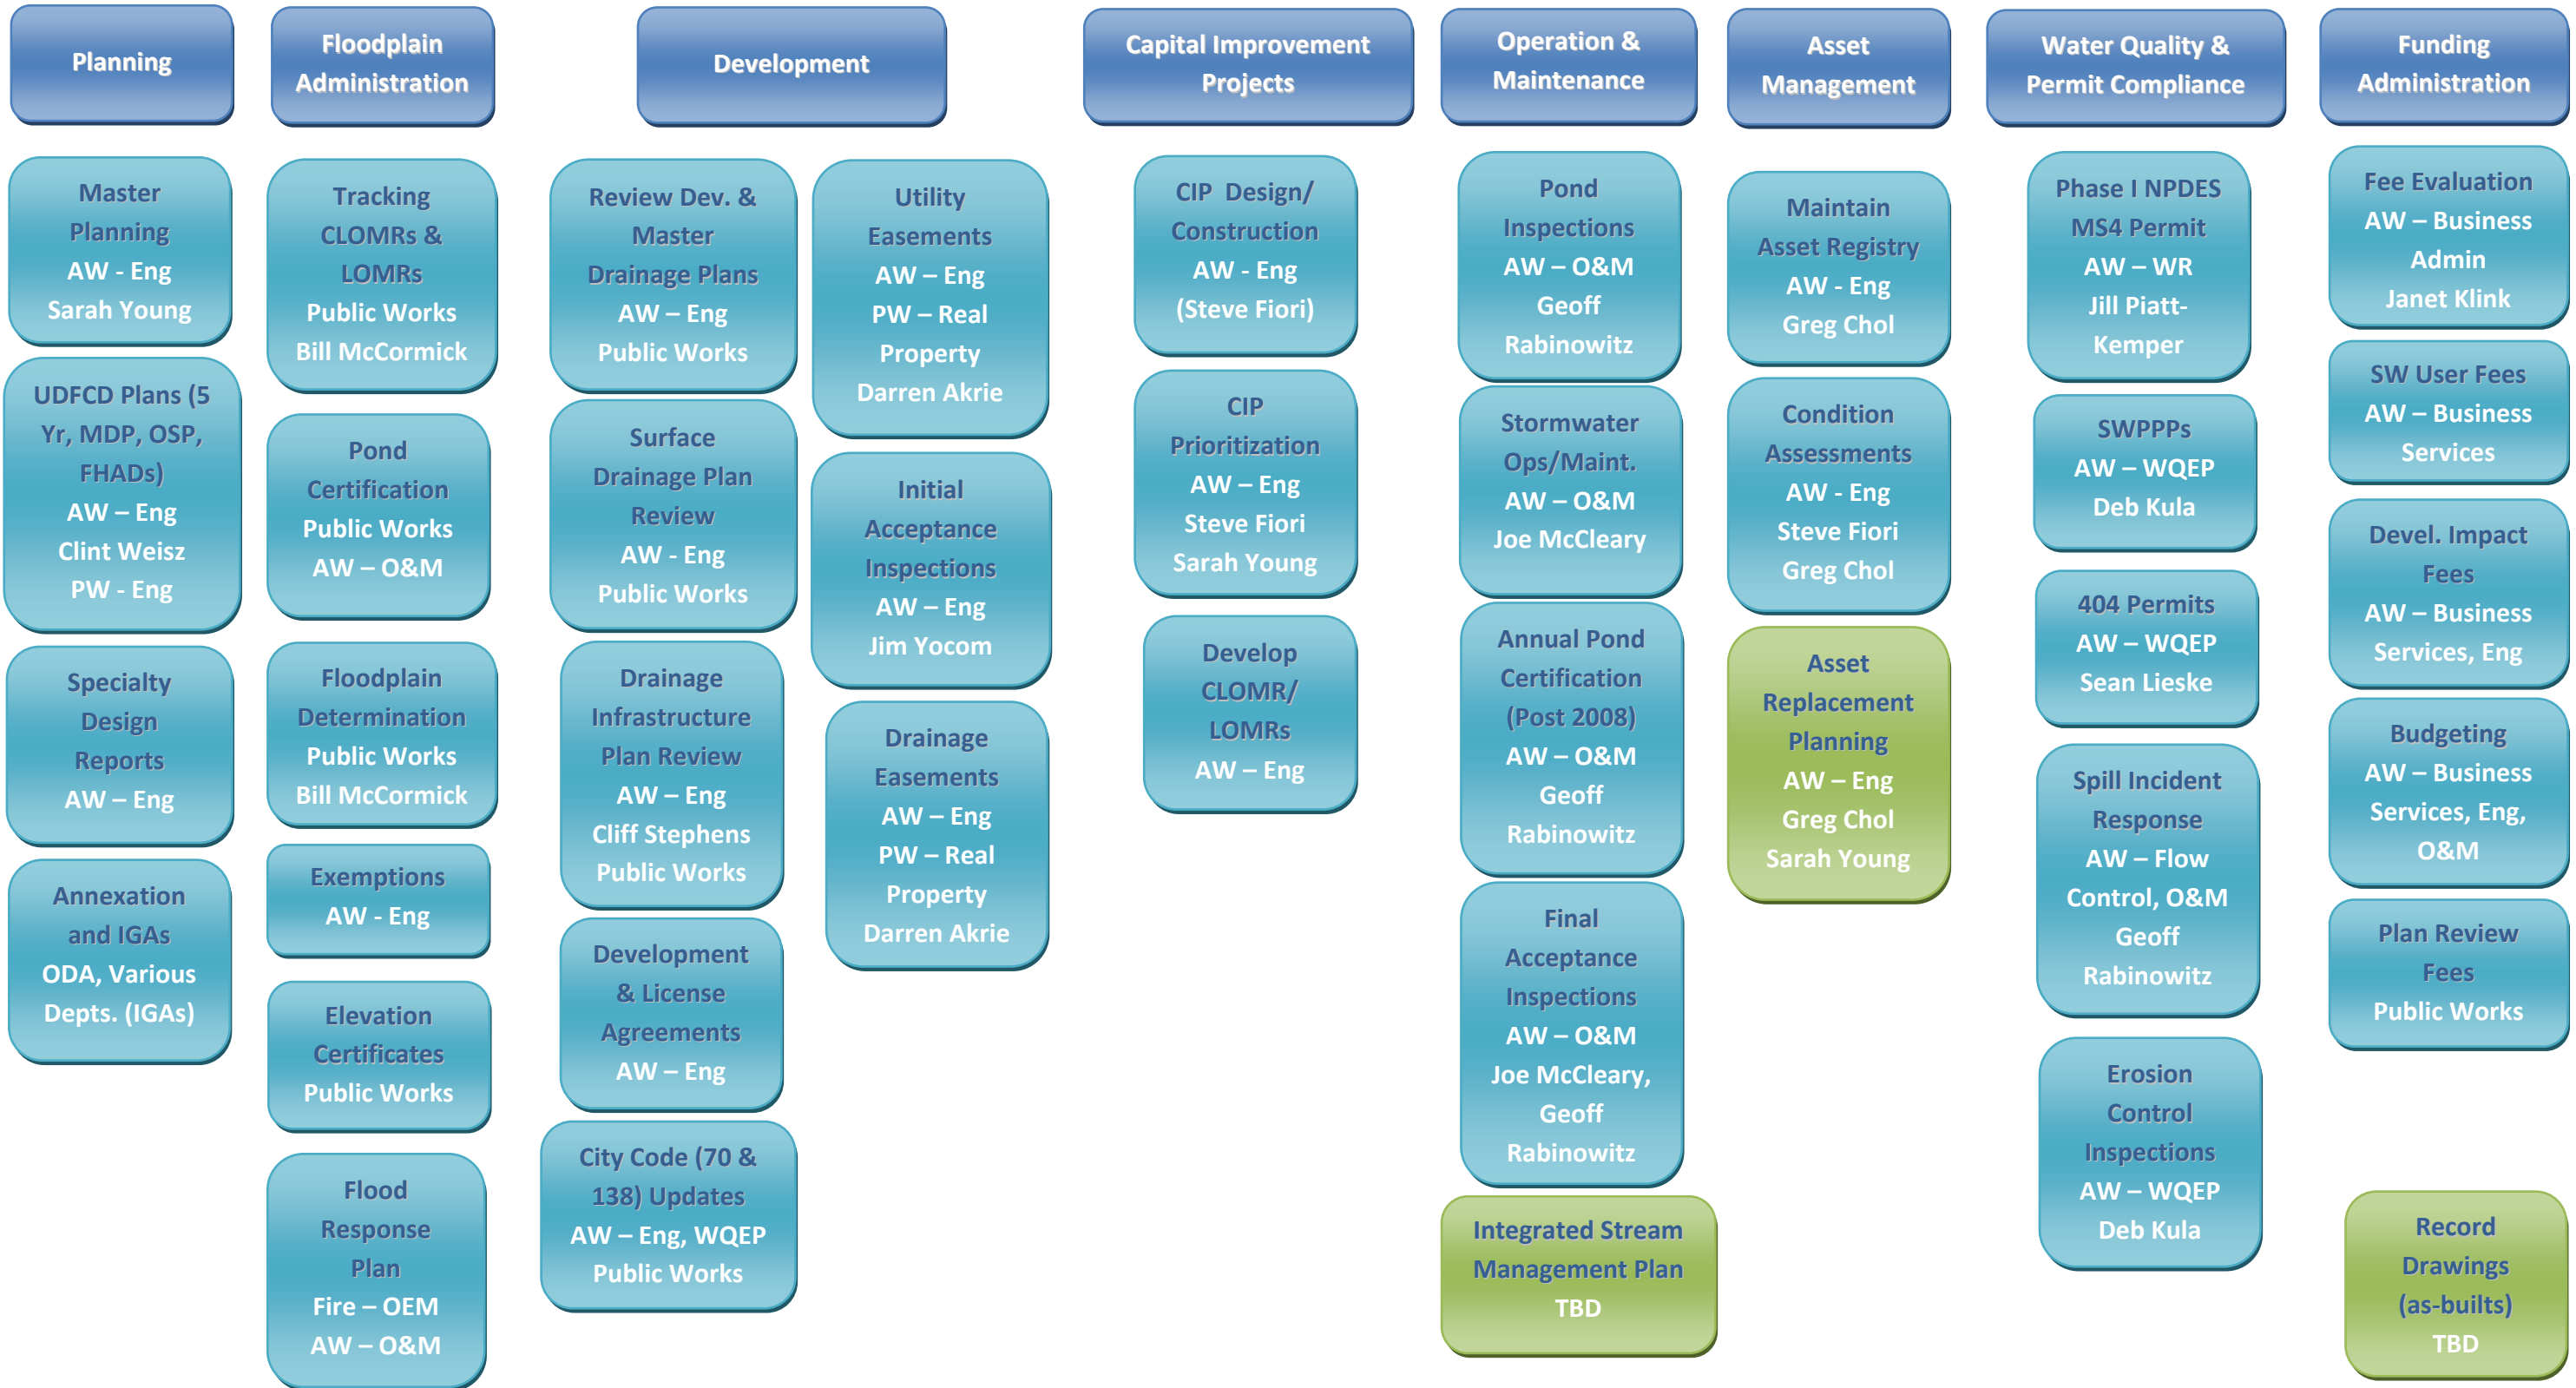 Planning
Floodplain
Administration
Development
Capital Improvement
Projects
Operation &
Maintenance
Asset
Management
Water Quality &
Permit Compliance
Funding
Administration
Master
Planning
AW - Eng
Sarah Young
UDFCD Plans (5
Yr, MDP, OSP,
FHADs)
AW – Eng
Clint Weisz
PW - Eng
Specialty
Design
Reports
AW – Eng
Annexation
and IGAs
ODA, Various
Depts. (IGAs)
Tracking
CLOMRs &
LOMRs
Public Works
Bill McCormick
Pond
Certification
Public Works
AW – O&M
Floodplain
Determination
Public Works
Bill McCormick
Exemptions
AW - Eng
Elevation
Certificates
Public Works
Flood
Response
Plan
Fire – OEM
AW – O&M
Review Dev. &
Master
Drainage Plans
AW – Eng
Public Works
Surface
Drainage Plan
Review
AW - Eng
Public Works
Drainage
Infrastructure
Plan Review
AW – Eng
Cliff Stephens
Public Works
Development
& License
Agreements
AW – Eng
City Code (70 &
138) Updates
AW – Eng, WQEP
Public Works
Utility
Easements
AW – Eng
PW – Real
Property
Darren Akrie
Initial
Acceptance
Inspections
AW – Eng
Jim Yocom
Drainage
Easements
AW – Eng
PW – Real
Property
Darren Akrie
CIP Design/
Construction
AW - Eng
(Steve Fiori)
CIP
Prioritization
AW – Eng
Steve Fiori
Sarah Young
Develop
CLOMR/
LOMRs
AW – Eng
Pond
Inspections
AW – O&M
Geoff
Rabinowitz
Stormwater
Ops/Maint.
AW – O&M
Joe McCleary
Annual Pond
Certification
(Post 2008)
AW – O&M
Geoff
Rabinowitz
Final
Acceptance
Inspections
AW – O&M
Joe McCleary,
Geoff
Rabinowitz
Integrated Stream
Management Plan
TBD
Maintain
Asset Registry
AW - Eng
Greg Chol
Condition
Assessments
AW - Eng
Steve Fiori
Greg Chol
Asset
Replacement
Planning
AW – Eng
Greg Chol
Sarah Young
Phase I NPDES
MS4 Permit
AW – WR
Jill Piatt-
Kemper
SWPPPs
AW – WQEP
Deb Kula
404 Permits
AW – WQEP
Sean Lieske
Spill Incident
Response
AW – Flow
Control, O&M
Geoff
Rabinowitz
Erosion
Control
Inspections
AW – WQEP
Deb Kula
Fee Evaluation
AW – Business
Admin
Janet Klink
SW User Fees
AW – Business
Services
Devel. Impact
Fees
AW – Business
Services, Eng
Budgeting
AW – Business
Services, Eng,
O&M
Plan Review
Fees
Public Works
Record
Drawings
(as-builts)
TBD